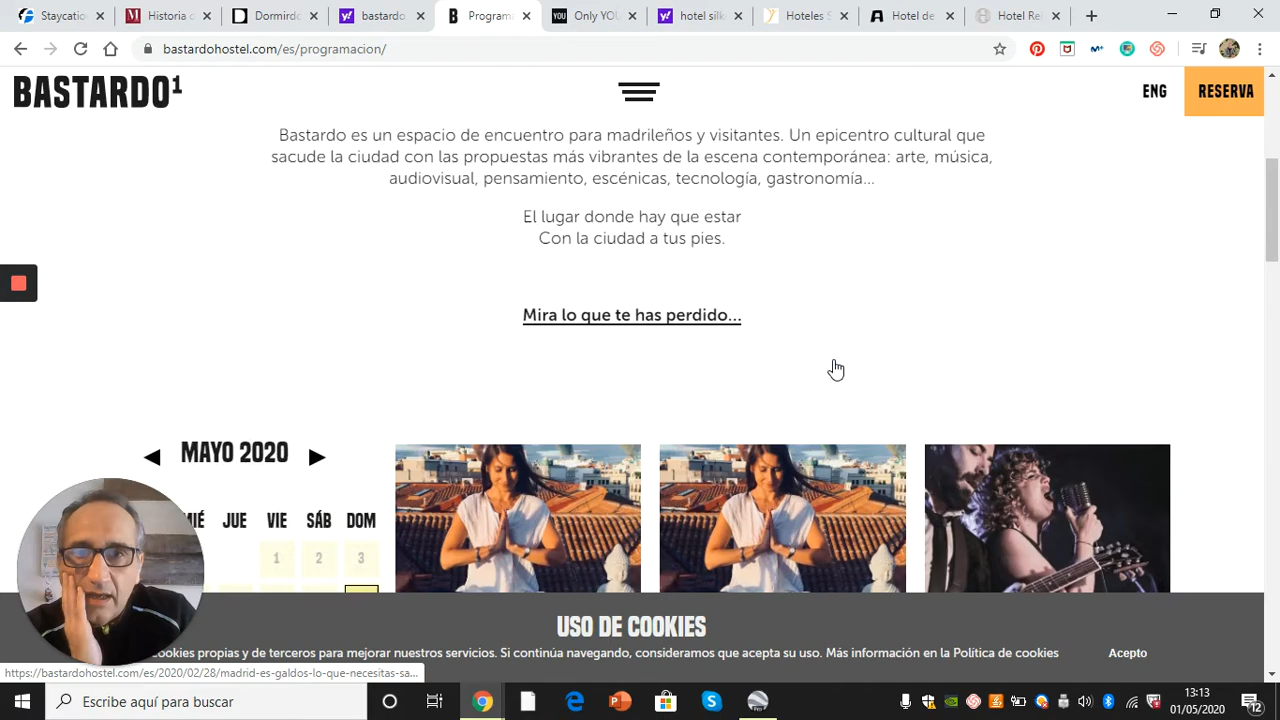 Staycatio
Historia d
Dormirdo
bastardo
Program
Only YOU
hotel silk
Hoteles S
Hotel de
Hotel Rei
bastardohostel.com/es/programacion/
BASTARDO¹
ENG
RESERVA
Bastardo es un espacio de encuentro para madrileños y visitantes. Un epicentro cultural que
sacude la ciudad con las propuestas más vibrantes de la escena contemporánea: arte, música,
audiovisual, pensamiento, escénicas, tecnología, gastronomía...
El lugar donde hay que estar
Con la ciudad a tus pies.
Mira lo que te has perdido...
MAYO 2020
MIÉ JUE VIE SÁB DOM
1 2 3
USO DE COOKIES
ookies propias y de terceros para mejorar nuestros servicios. Si continúa navegando, consideramos que acepta su uso. Más información en la Política de cookies
Acepto
https://bastardohostel.com/es/2020/02/28/madrid-es-galdos-lo-que-necesitas-sa...
Escribe aquí para buscar
13:13
01/05/2020
12